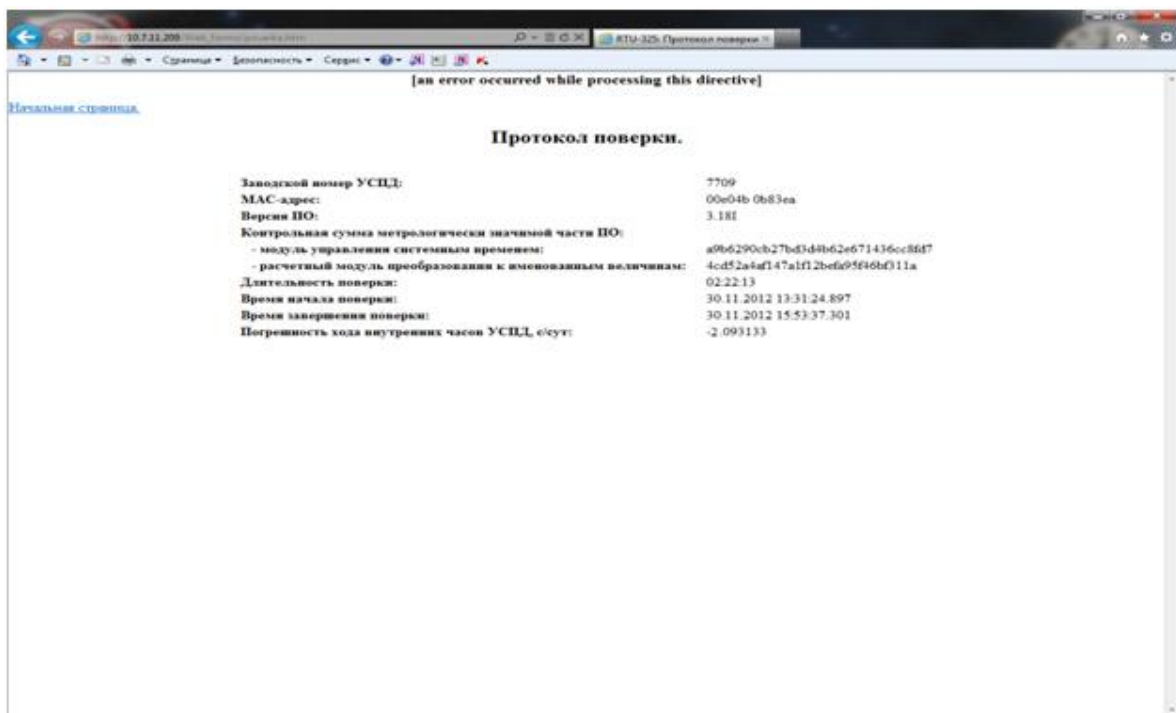 10.7.11.200
RTU-325: Протокол поверки
Страница Безопасность Сервис
[an error occurred while processing this directive]
Начальная страница.
Протокол поверки.
Заводской номер УСПД: 7709
MAC-адрес: 00e04b 0b83ea
Версия ПО: 3.18I
Контрольная сумма метрологически значимой части ПО:
- модуль управления системным временем: a9b6290cb27bd3d4b62e671436cc8fd7
- расчетный модуль преобразования к именованным величинам: 4cd52a4af147a1f12befa95f46bf311a
Длительность поверки: 02:22:13
Время начала поверки: 30.11.2012 13:31:24.897
Время завершения поверки: 30.11.2012 15:53:37.301
Погрешность хода внутренних часов УСПД, с/сут: -2.093133